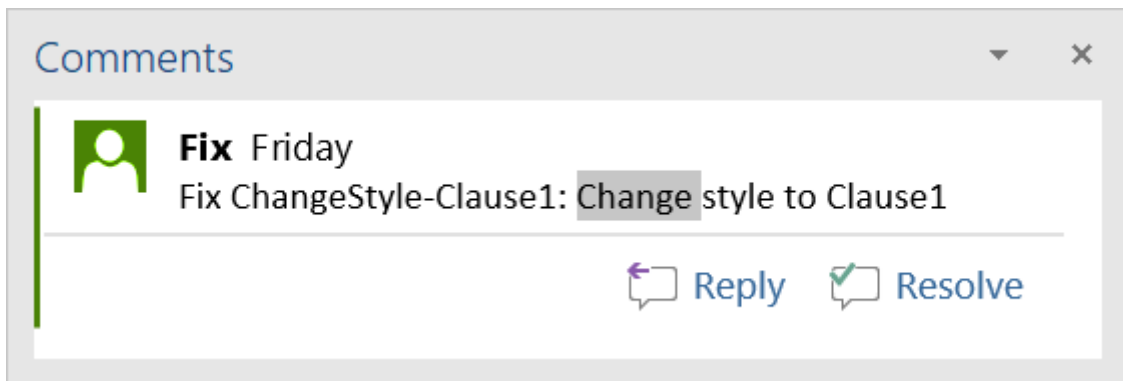 Comments
Fix Friday
Fix ChangeStyle-Clause1: Change style to Clause1
Reply Resolve